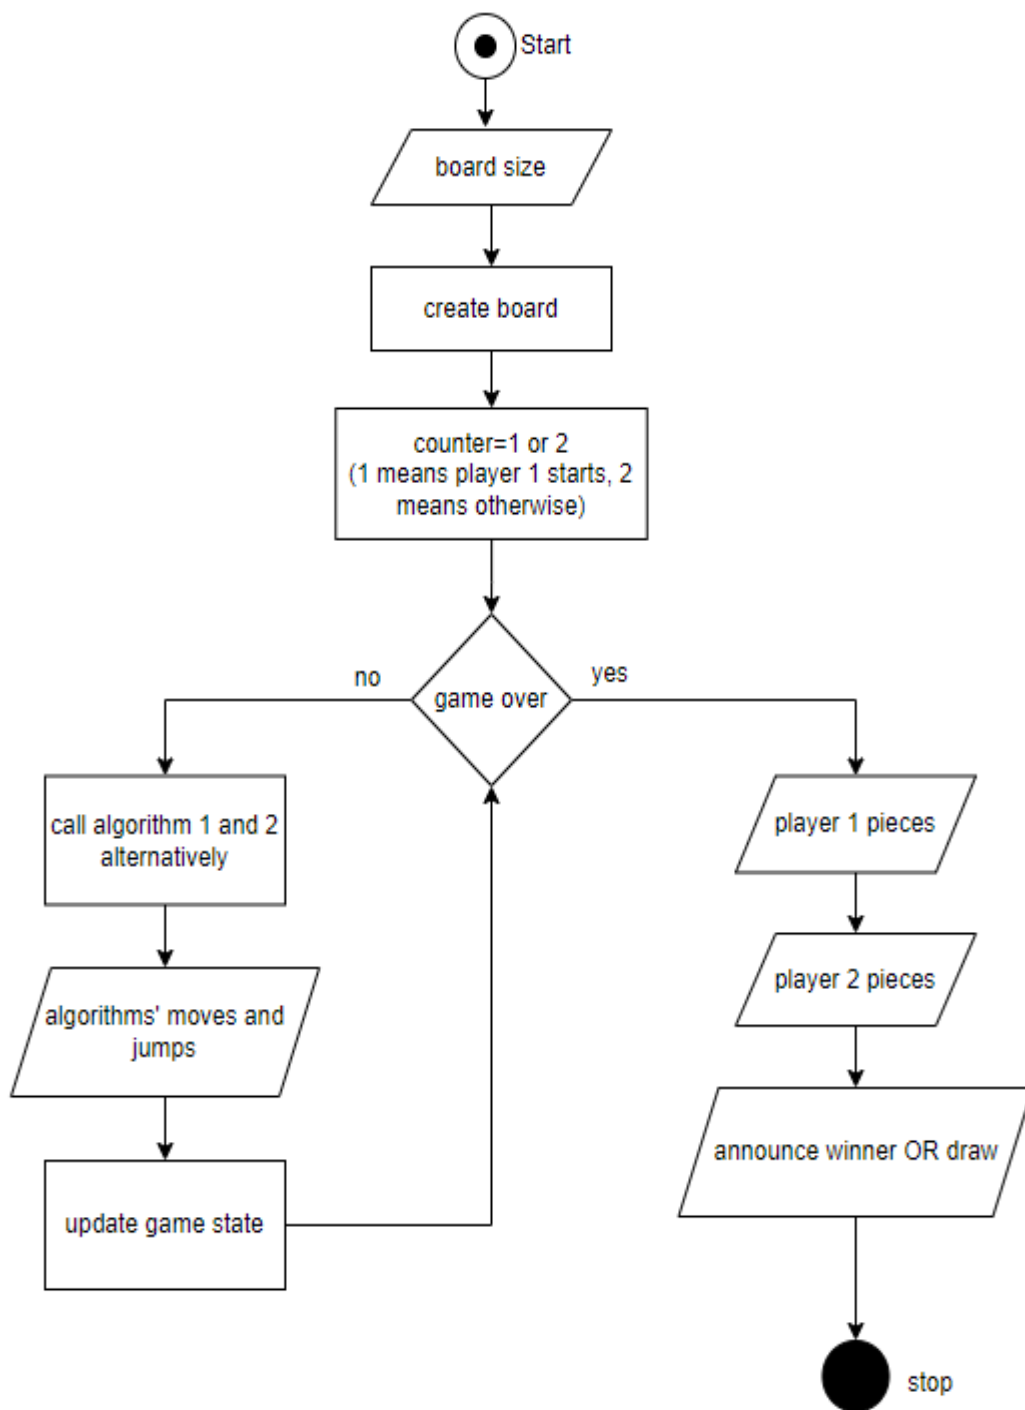 Start
board size
create board
counter=1 or 2
(1 means player 1 starts, 2
means otherwise)
game over
no
yes
call algorithm 1 and 2
alternatively
algorithms' moves and
jumps
update game state
player 1 pieces
player 2 pieces
announce winner OR draw
stop